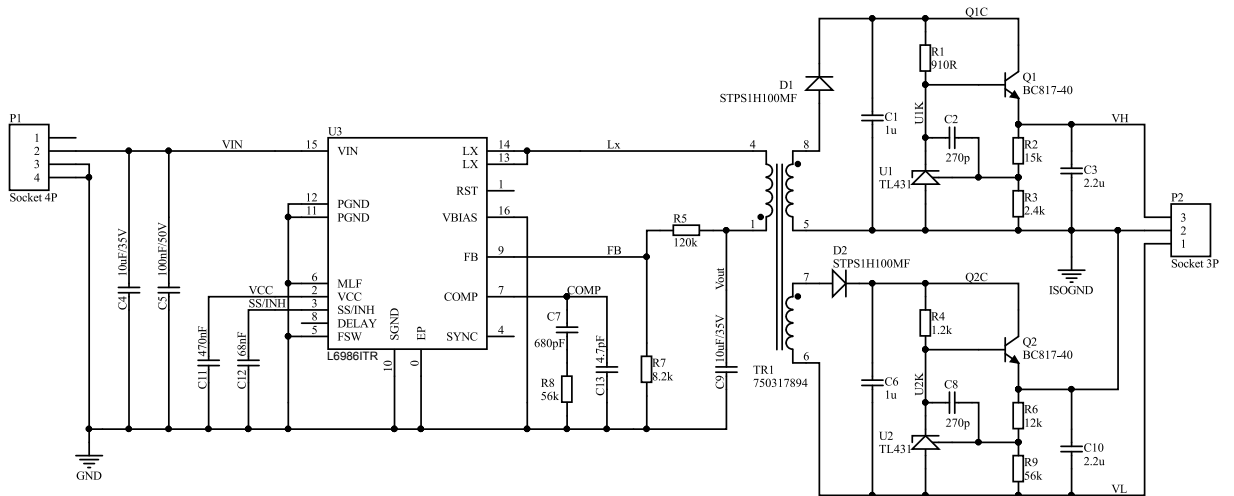 P1
1
2
3
4
Socket 4P
VIN
C4 10uF/35V
C5 100nF/50V
GND
U3
15 VIN
12 PGND
11 PGND
6 MLF
VCC 2 VCC
SS/INH 3 SS/INH
8 DELAY
5 FSW
L6986ITR
LX 14
LX 13
RST 1
VBIAS 16
FB 9
COMP 7
SYNC 4
SGND
10
EP
0
C11 470nF
C12 68nF
Lx
FB
COMP
C7
680pF
R8
56k
C13 4.7pF
R5
120k
R7
8.2k
Vout
C9 10uF/35V
4
1
8
5
7
6
TR1
750317894
D1
STPS1H100MF
Q1C
C1
1u
R1
910R
U1K
C2
270p
U1
TL431
Q1
BC817-40
R2
15k
R3
2.4k
VH
C3
2.2u
ISOGND
P2
3
2
1
Socket 3P
D2
STPS1H100MF
Q2C
C6
1u
R4
1.2k
U2K
C8
270p
U2
TL431
Q2
BC817-40
R6
12k
R9
56k
C10
2.2u
VL